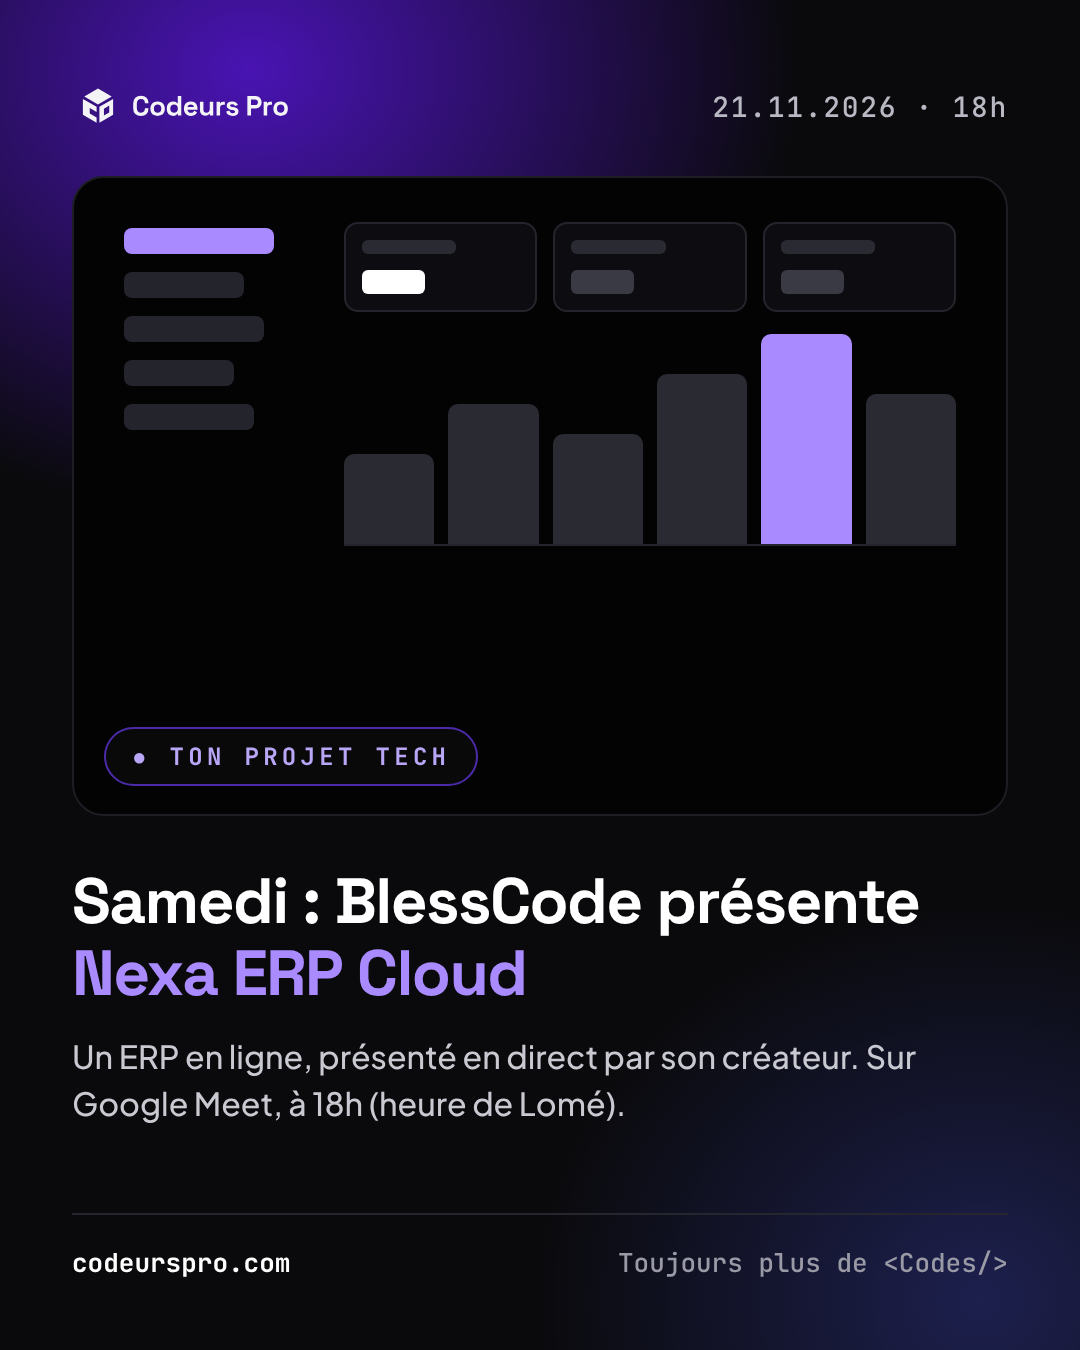 Codeurs Pro
21.11.2026 · 18h
• TON PROJET TECH
Samedi : BlessCode présente
Nexa ERP Cloud
Un ERP en ligne, présenté en direct par son créateur. Sur
Google Meet, à 18h (heure de Lomé).
codeurspro.com
Toujours plus de <Codes/>